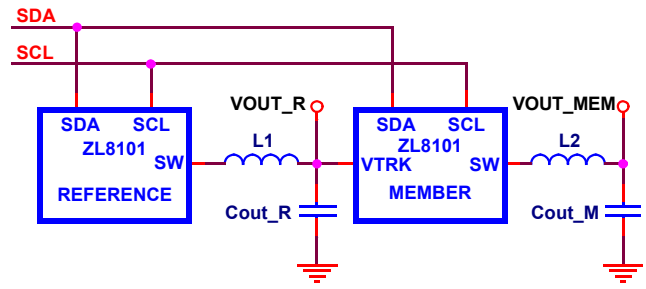 SDA
SCL
VOUT_R
VOUT_MEM
SDA SCL
ZL8101
SW
REFERENCE
L1
Cout_R
SDA SCL
ZL8101
VTRK SW
MEMBER
L2
Cout_M